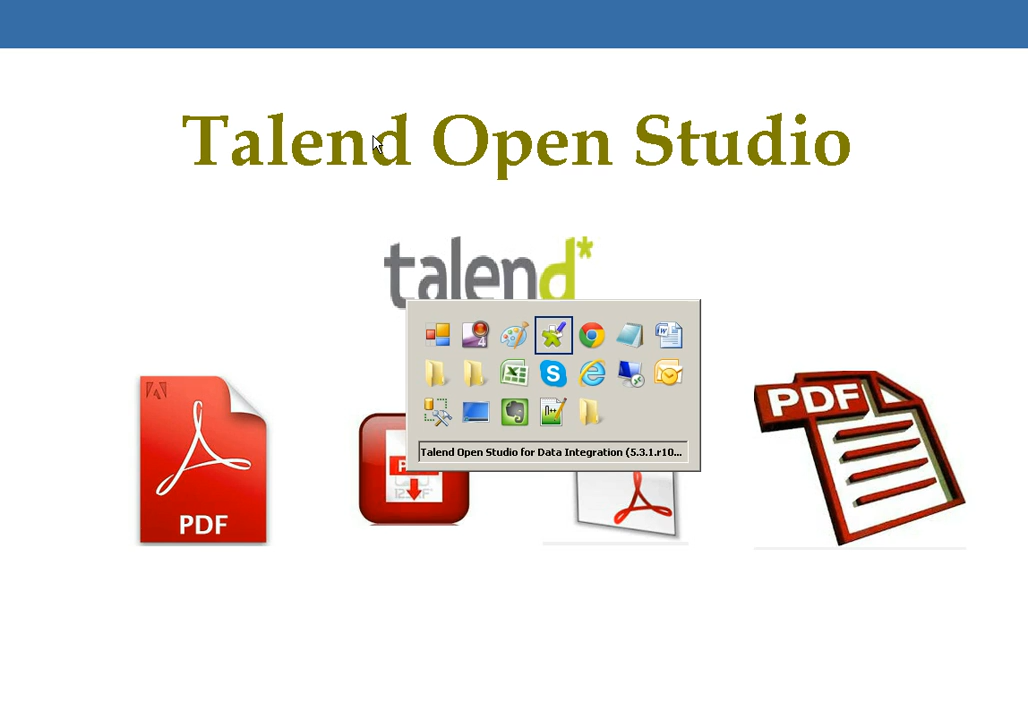 Talend Open Studio
talend*
PDF
PDF
Talend Open Studio for Data Integration (5.3.1.r10...
PDF